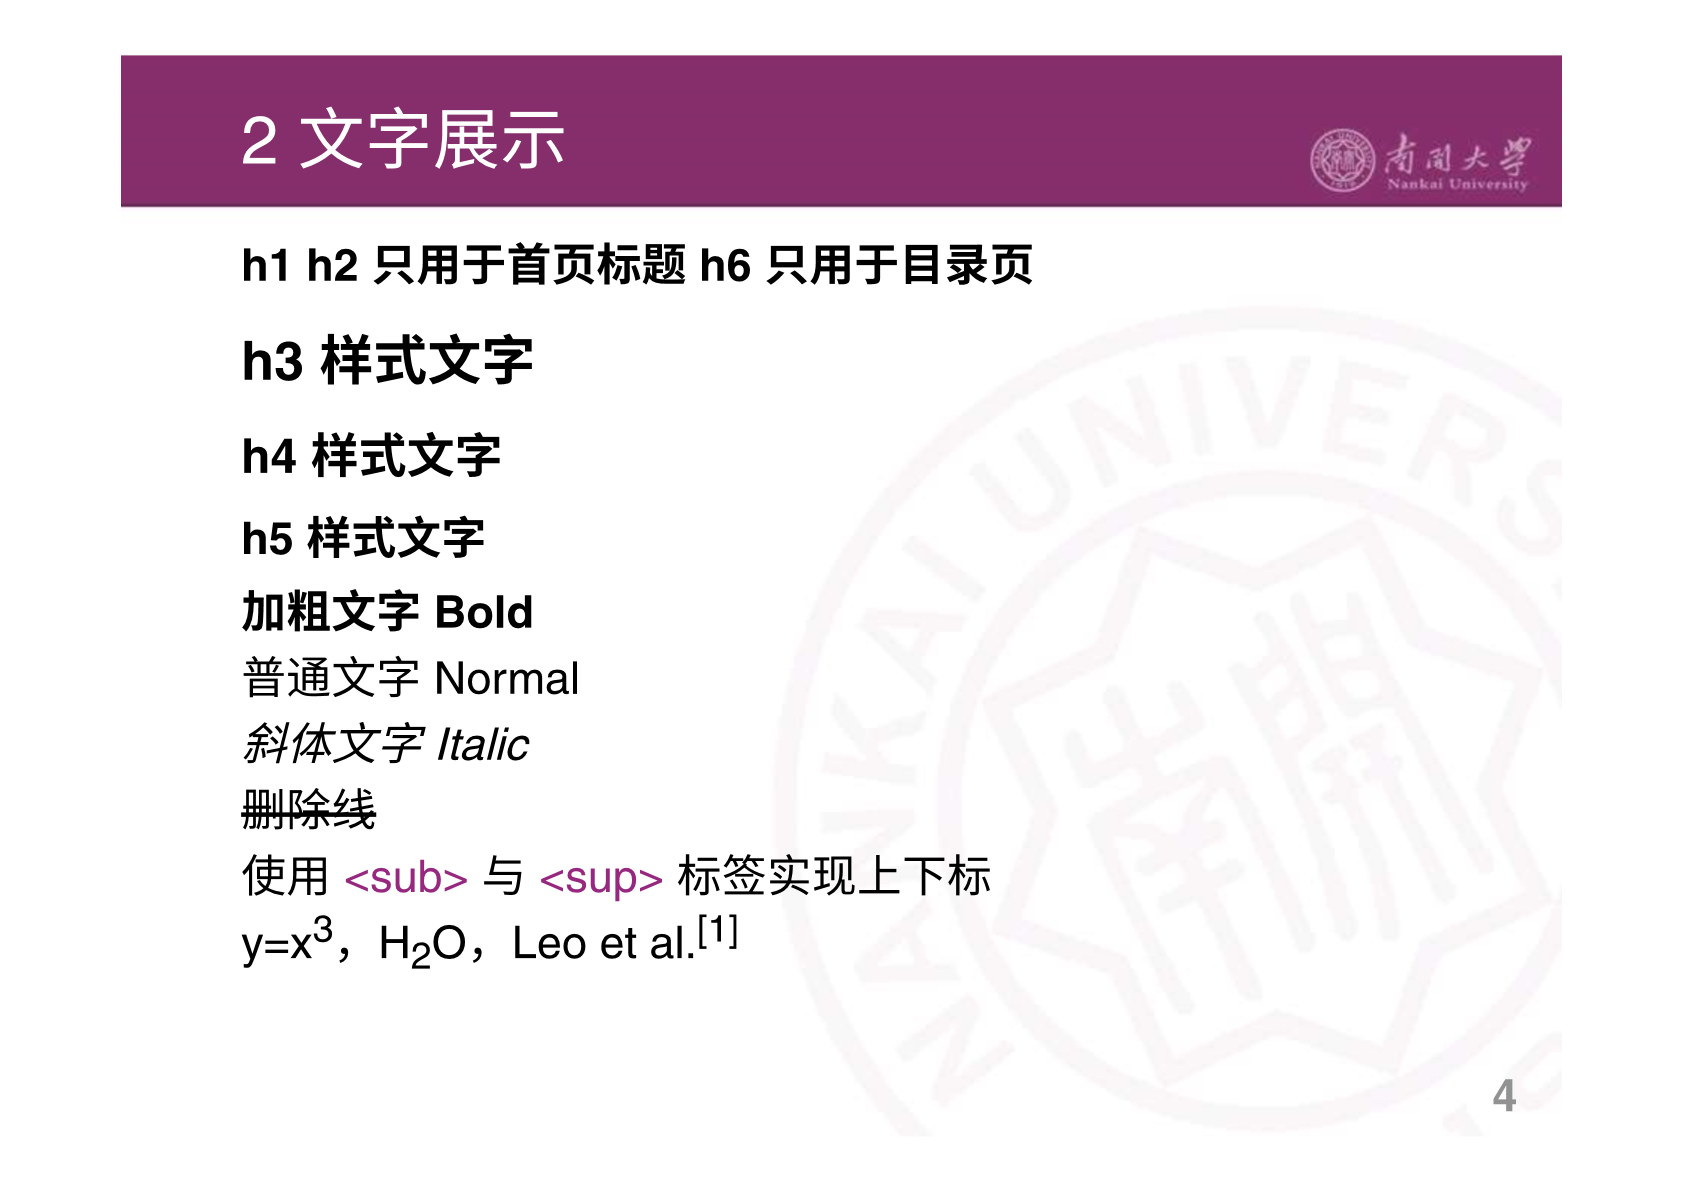 2 文字展示
南開大學
Nankai University
h1 h2 只用于首页标题 h6 只用于目录页
h3 样式文字
h4 样式文字
h5 样式文字
加粗文字 Bold
普通文字 Normal
斜体文字 Italic
删除线
使用 <sub> 与 <sup> 标签实现上下标
y=x³，H₂O，Leo et al.[1]
NANKAI UNIVERS
4